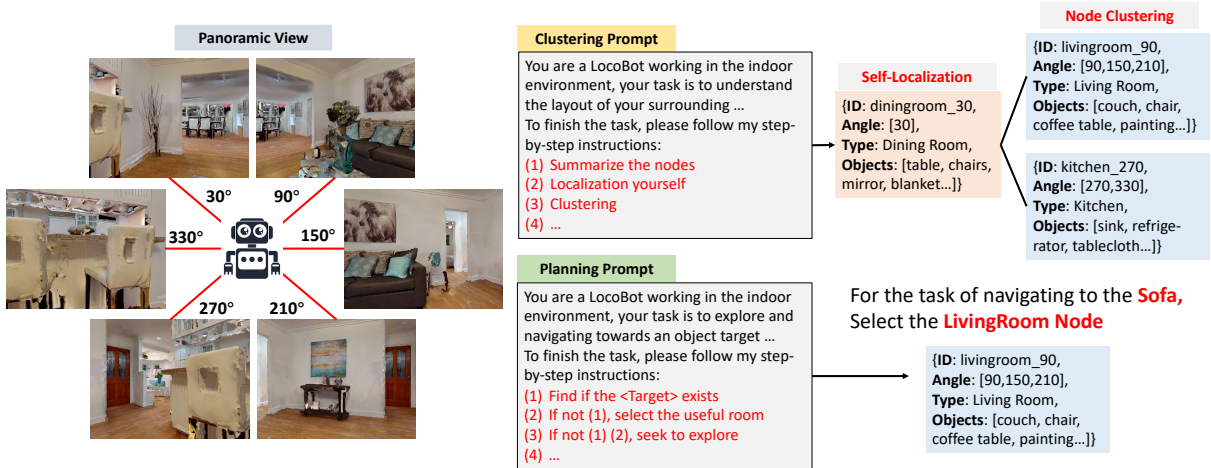 Panoramic View
30°
90°
330°
150°
270°
210°
Clustering Prompt
You are a LocoBot working in the indoor
environment, your task is to understand
the layout of your surrounding ...
To finish the task, please follow my step-
by-step instructions:
(1) Summarize the nodes
(2) Localization yourself
(3) Clustering
(4) ...
Self-Localization
{ID: diningroom_30,
Angle: [30],
Type: Dining Room,
Objects: [table, chairs,
mirror, blanket...]}
Node Clustering
{ID: livingroom_90,
Angle: [90,150,210],
Type: Living Room,
Objects: [couch, chair,
coffee table, painting...]}
{ID: kitchen_270,
Angle: [270,330],
Type: Kitchen,
Objects: [sink, refrige-
rator, tablecloth...]}
Planning Prompt
You are a LocoBot working in the indoor
environment, your task is to explore and
navigating towards an object target ...
To finish the task, please follow my step-
by-step instructions:
(1) Find if the <Target> exists
(2) If not (1), select the useful room
(3) If not (1) (2), seek to explore
(4) ...
For the task of navigating to the Sofa,
Select the LivingRoom Node
{ID: livingroom_90,
Angle: [90,150,210],
Type: Living Room,
Objects: [couch, chair,
coffee table, painting...]}